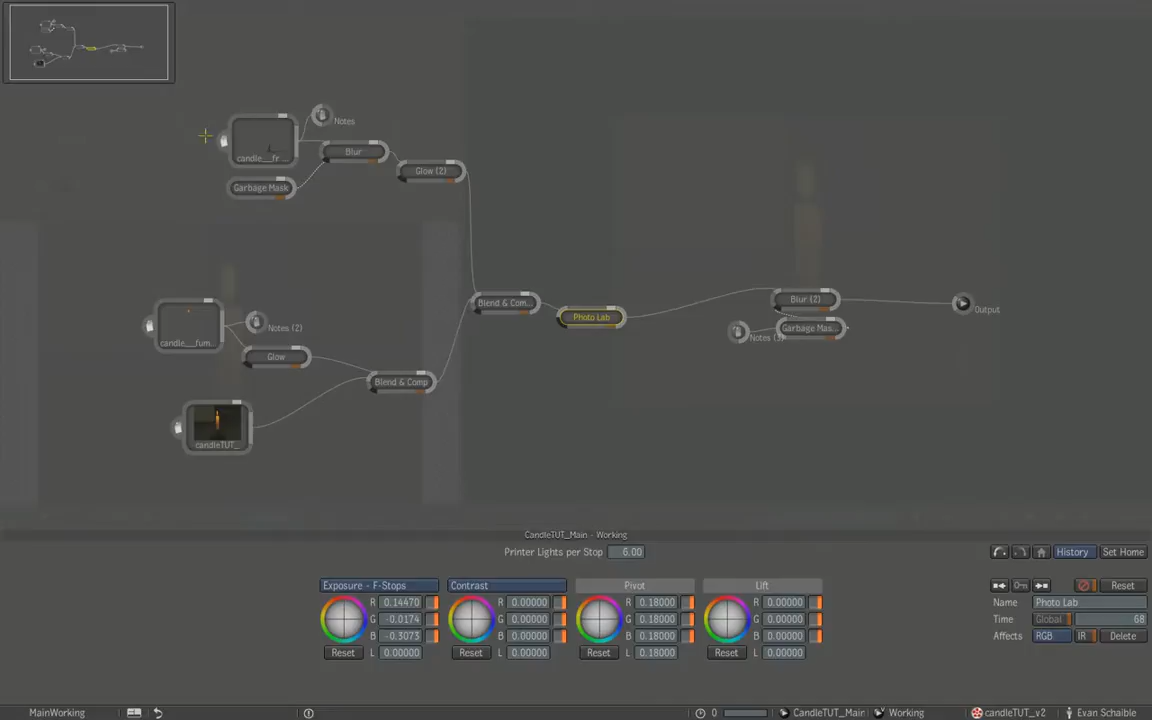 Notes
candle__fr...
Blur
Glow (2)
Garbage Mask
Blend & Com...
Photo Lab
Blur (2)
Output
Garbage Mas...
Notes (3)
candle__fum...
Notes (2)
Glow
Blend & Comp
candleTUT_...
CandleTUT_Main - Working
Printer Lights per Stop 6.00
History Set Home
Exposure - F-Stops Contrast Pivot Lift
Reset
R 0.14470 R 0.00000 R 0.18000 R 0.00000
Name Photo Lab
G -0.0174 G 0.00000 G 0.18000 G 0.00000
Time Global 68
B -0.3073 B 0.00000 B 0.18000 B 0.00000
Affects RGB IR Delete
Reset L 0.00000 Reset L 0.00000 Reset L 0.18000 Reset L 0.00000
MainWorking 0 CandleTUT_Main Working candleTUT_v2 Evan Schaible